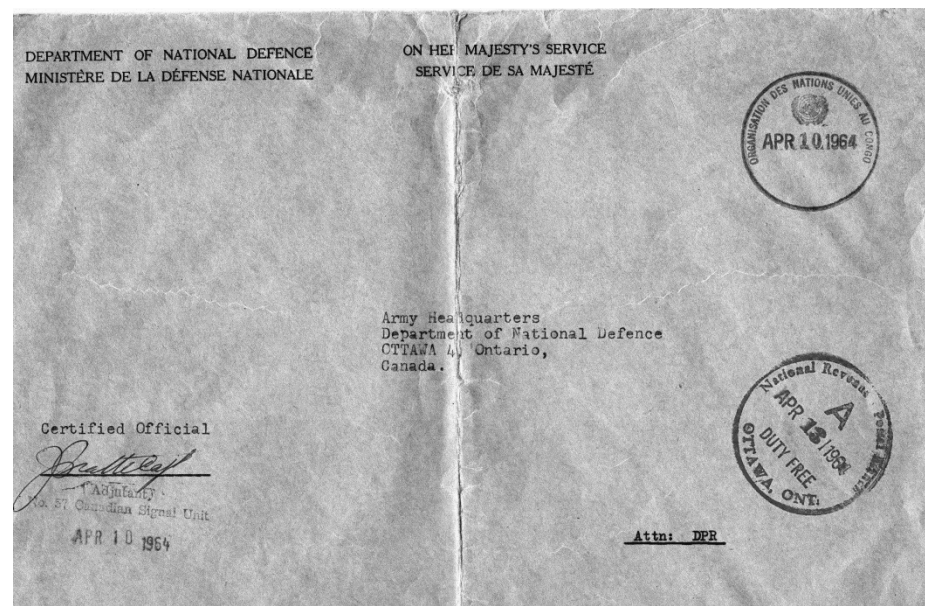 DEPARTMENT OF NATIONAL DEFENCE
MINISTÈRE DE LA DÉFENSE NATIONALE
ON HER MAJESTY'S SERVICE
SERVICE DE SA MAJESTÉ
ORGANISATION DES NATIONS UNIES AU CONGO
APR 10.1964
Army Headquarters
Department of National Defence
OTTAWA 4, Ontario,
Canada.
National Revenue Postal
A
APR 13/1964
DUTY FREE
OTTAWA, ONT.
Certified Official
(Adjutant)
No. 57 Canadian Signal Unit
APR 10 1964
Attn: DPR